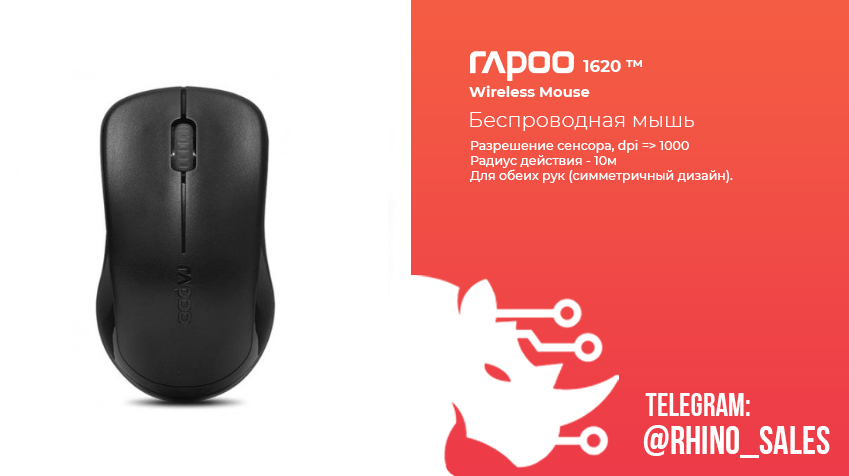 rapoo 1620 ™
Wireless Mouse
Беспроводная мышь
Разрешение сенсора, dpi => 1000
Радиус действия - 10м
Для обеих рук (симметричный дизайн).
rapoo
TELEGRAM:
@RHINO_SALES